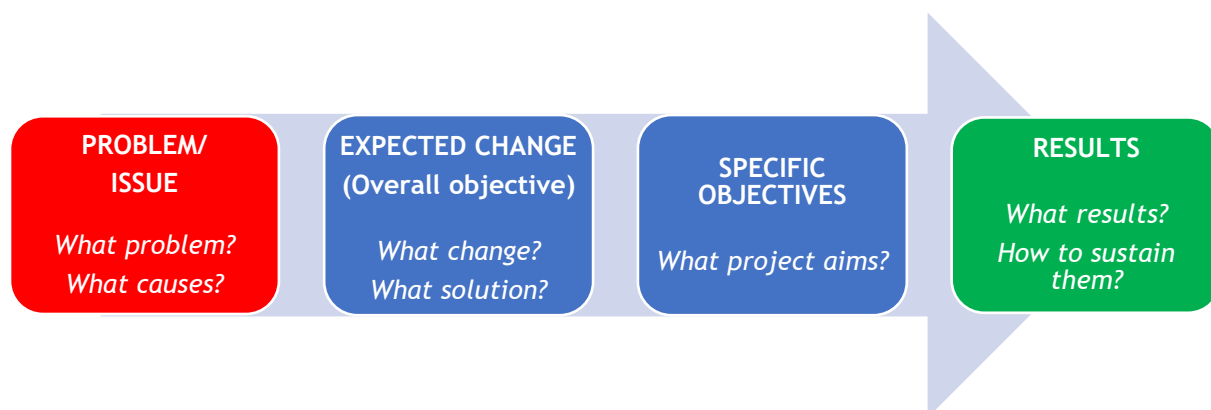 PROBLEM/
ISSUE
What problem?
What causes?
EXPECTED CHANGE
(Overall objective)
What change?
What solution?
SPECIFIC
OBJECTIVES
What project aims?
RESULTS
What results?
How to sustain
them?